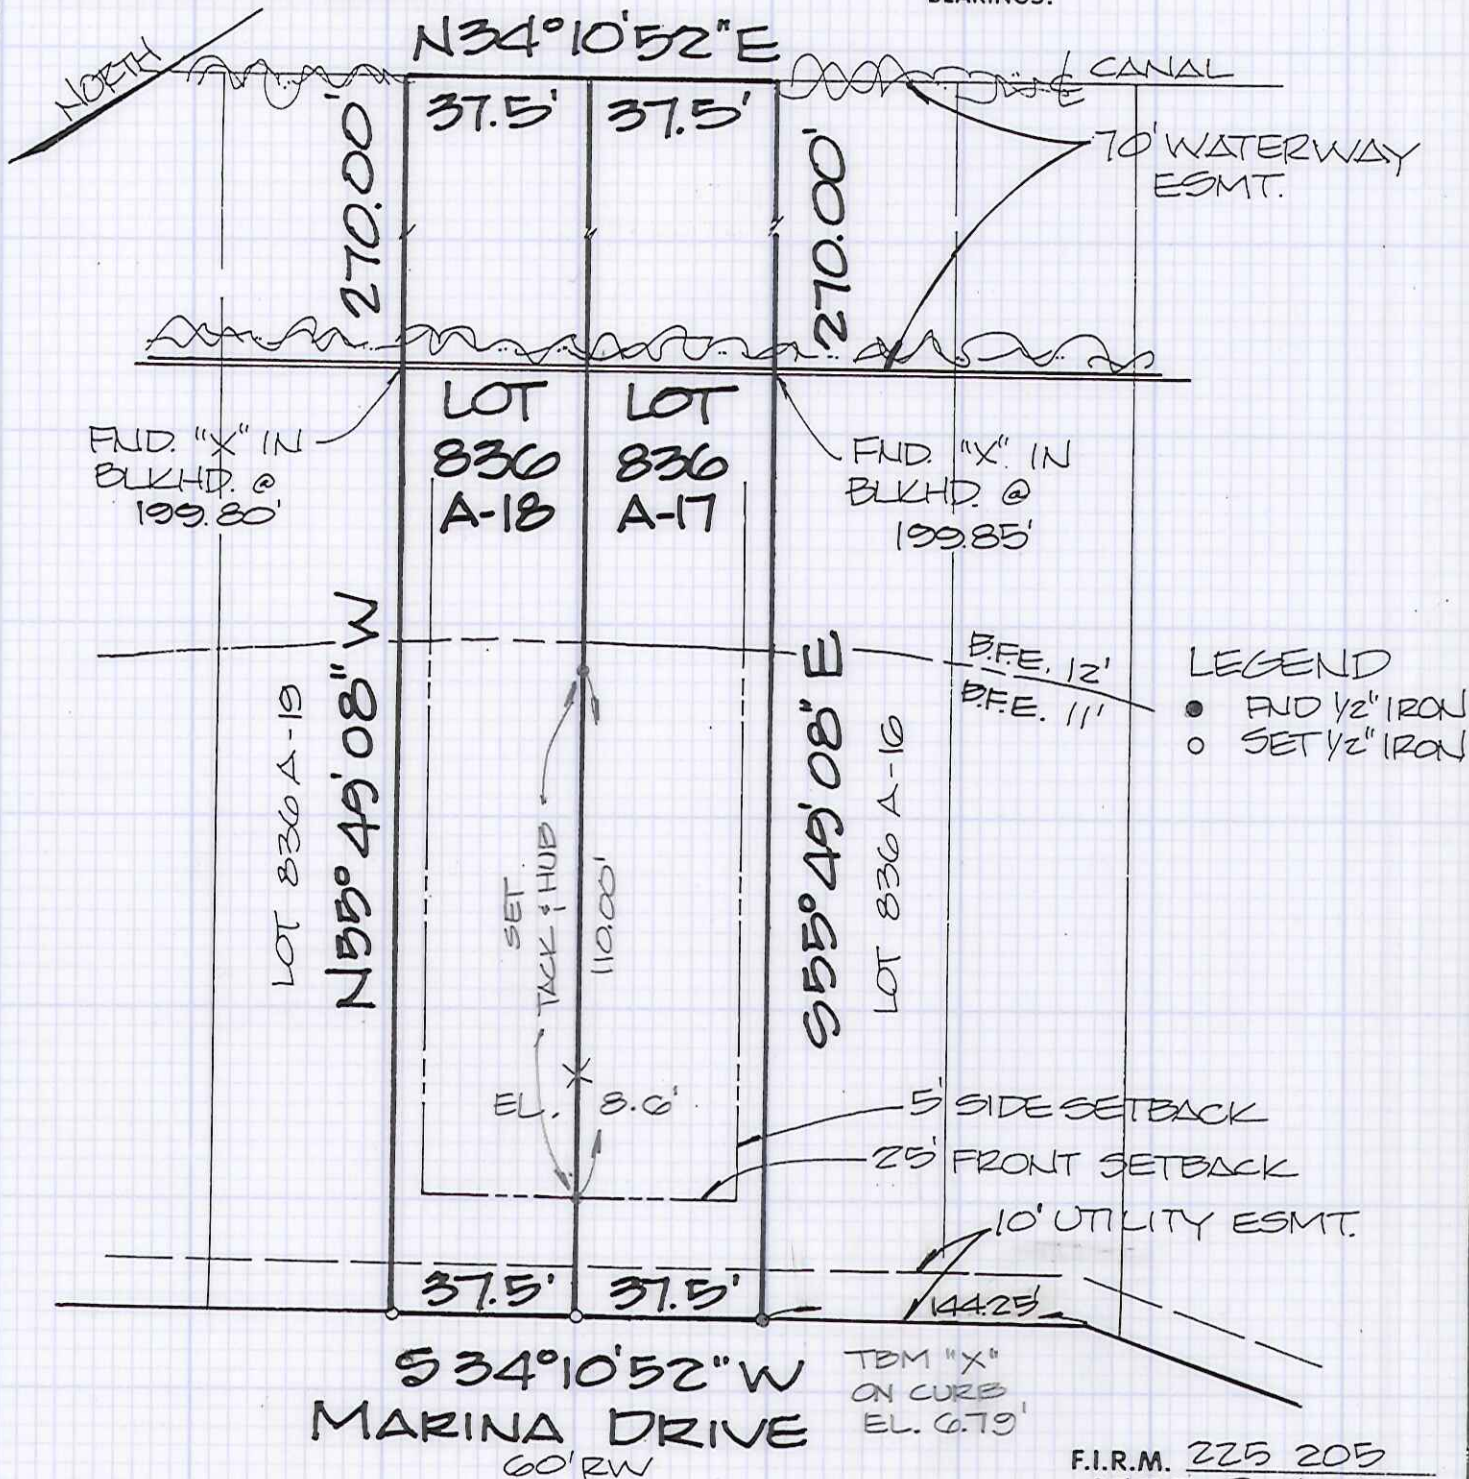 BEARINGS.
N34°10'52"E
NORTH
CANAL
37.5' 37.5'
70' WATERWAY
ESMT.
270.00'
270.00'
LOT
836
A-18
LOT
836
A-17
FND. "X" IN
BLKHD. @
199.80'
FND. "X" IN
BLKHD. @
199.85'
N55°49'08"W
LOT 836 A-19
S55°49'08"E
LOT 836 A-16
B.F.E. 12'
B.F.E. 11'
LEGEND
FND 1/2" IRON
SET 1/2" IRON
SET
TACK & HUB
110.00'
EL. 8.6'
5' SIDE SETBACK
25' FRONT SETBACK
10' UTILITY ESMT.
37.5' 37.5'
144.25'
S34°10'52"W
MARINA DRIVE
60' RW
TBM "X"
ON CURB
EL. 6.79'
F.I.R.M. 225 205